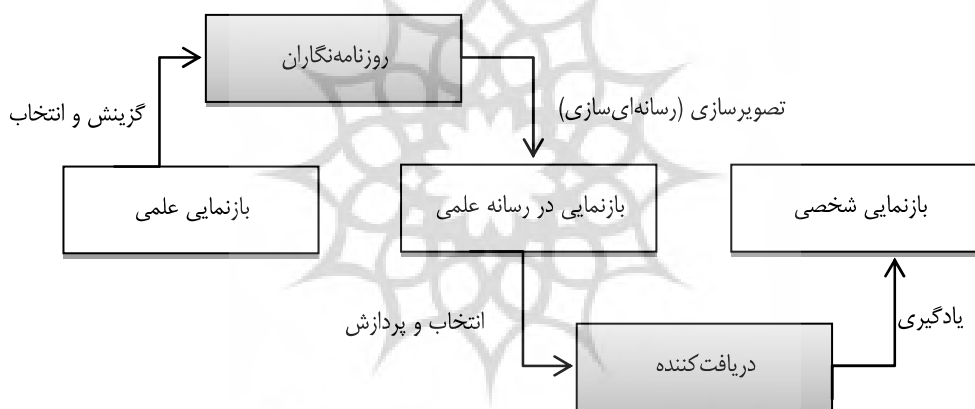 روزنامه‌نگاران
گزینش و انتخاب
تصویرسازی (رسانه‌ای‌سازی)
بازنمایی علمی
بازنمایی در رسانه علمی
بازنمایی شخصی
انتخاب و پردازش
یادگیری
دریافت‌کننده